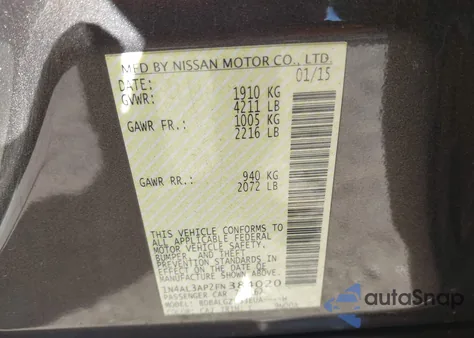 MFD BY NISSAN MOTOR CO., LTD.
DATE: 01/15
GVWR: 1910 KG
4211 LB
GAWR FR.: 1005 KG
2216 LB
GAWR RR.: 940 KG
2072 LB
THIS VEHICLE CONFORMS TO
ALL APPLICABLE FEDERAL
MOTOR VEHICLE SAFETY,
BUMPER, AND THEFT
PREVENTION STANDARDS IN
EFFECT ON THE DATE OF
MANUFACTURE SHOWN ABOVE.
PASSENGER CAR
AutoSnap